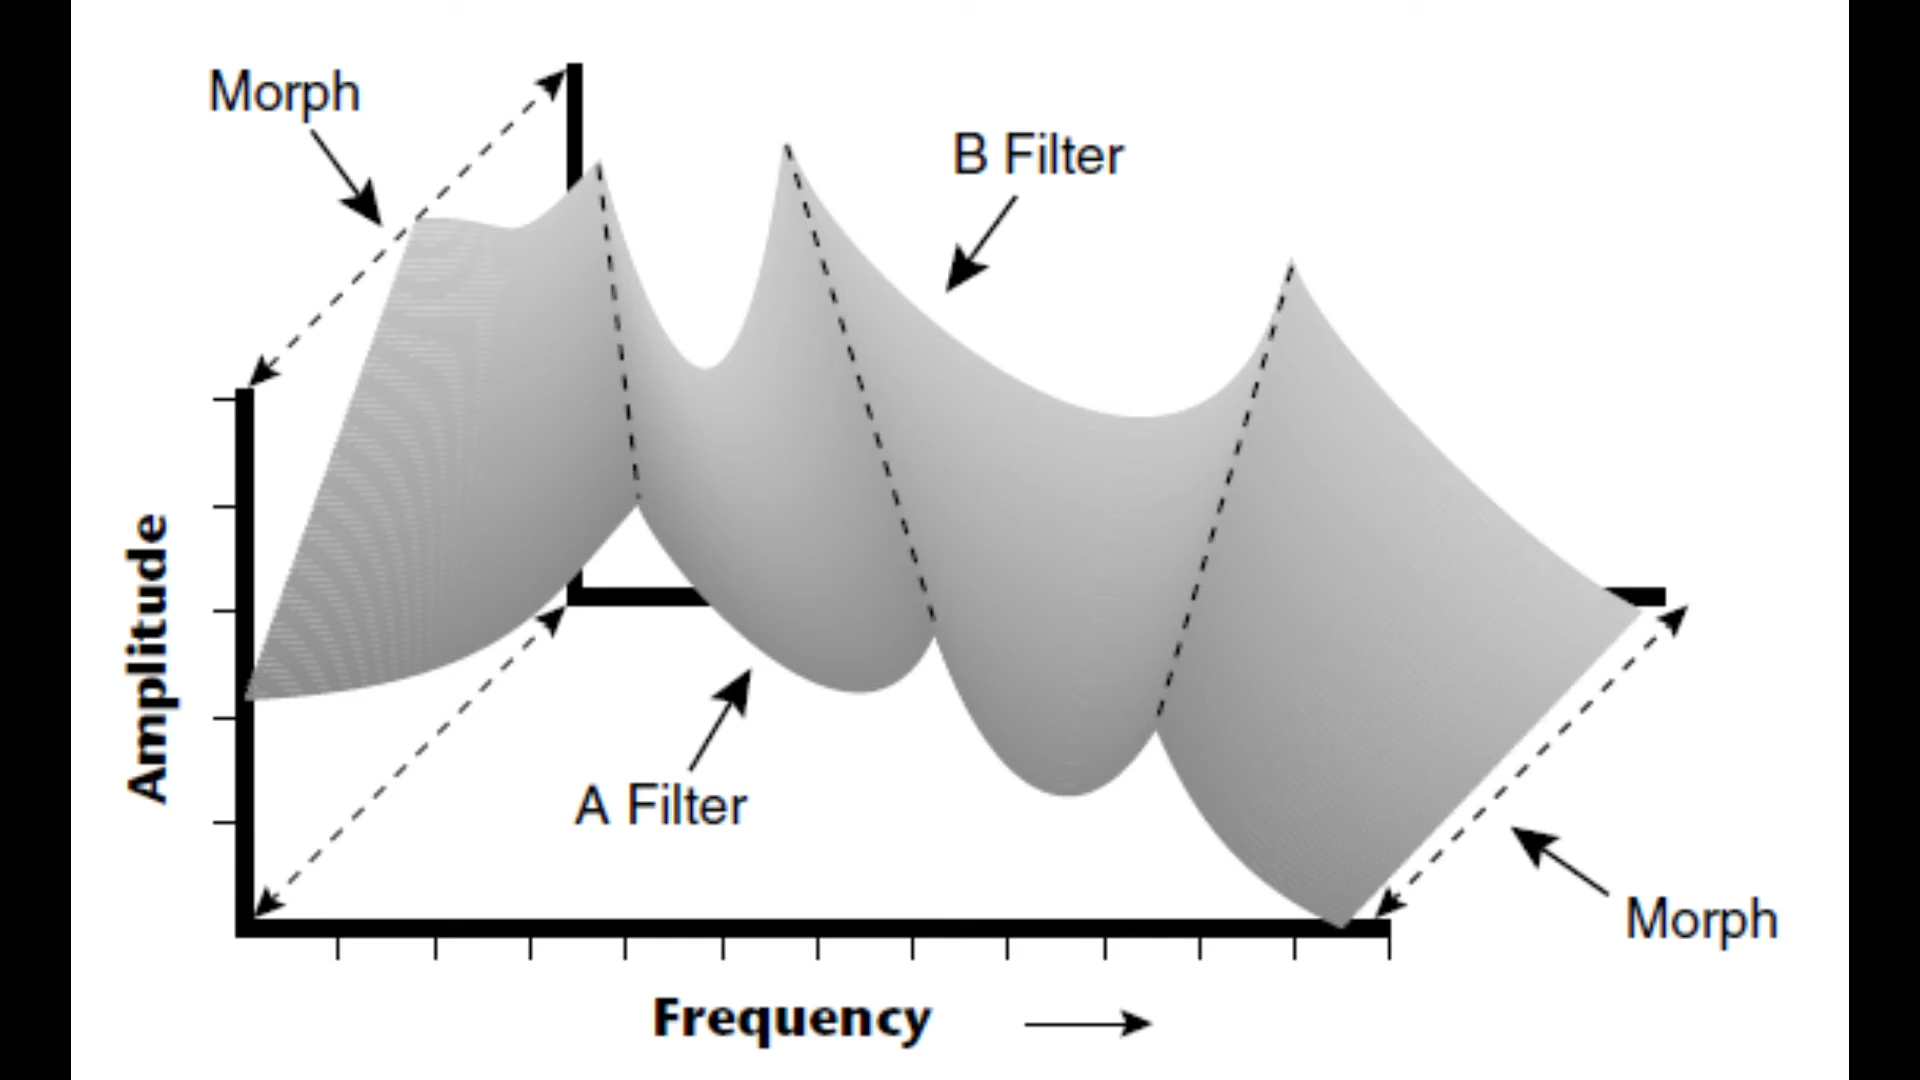 Morph
B Filter
Amplitude
A Filter
Morph
Frequency